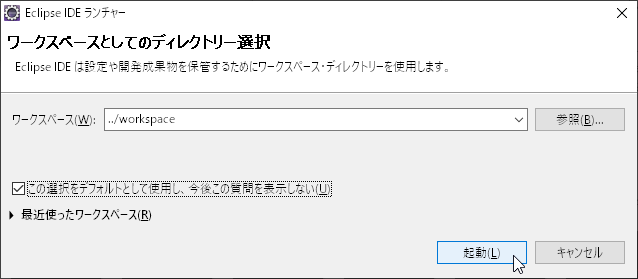 Eclipse IDE ランチャー
ワークスペースとしてのディレクトリー選択
Eclipse IDE は設定や開発成果物を保管するためにワークスペース・ディレクトリーを使用します。
ワークスペース(W): ../workspace 参照(B)...
この選択をデフォルトとして使用し、今後この質問を表示しない(U)
最近使ったワークスペース(R)
起動(L) キャンセル